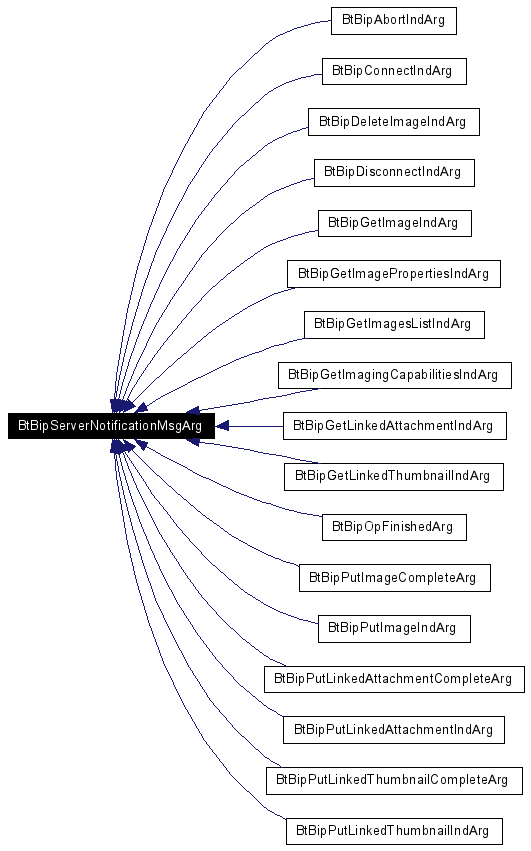 BtBipAbortIndArg
BtBipConnectIndArg
BtBipDeleteImageIndArg
BtBipDisconnectIndArg
BtBipGetImageIndArg
BtBipGetImagePropertiesIndArg
BtBipGetImagesListIndArg
BtBipGetImagingCapabilitiesIndArg
BtBipServerNotificationMsgArg
BtBipGetLinkedAttachmentIndArg
BtBipGetLinkedThumbnailIndArg
BtBipOpFinishedArg
BtBipPutImageCompleteArg
BtBipPutImageIndArg
BtBipPutLinkedAttachmentCompleteArg
BtBipPutLinkedAttachmentIndArg
BtBipPutLinkedThumbnailCompleteArg
BtBipPutLinkedThumbnailIndArg